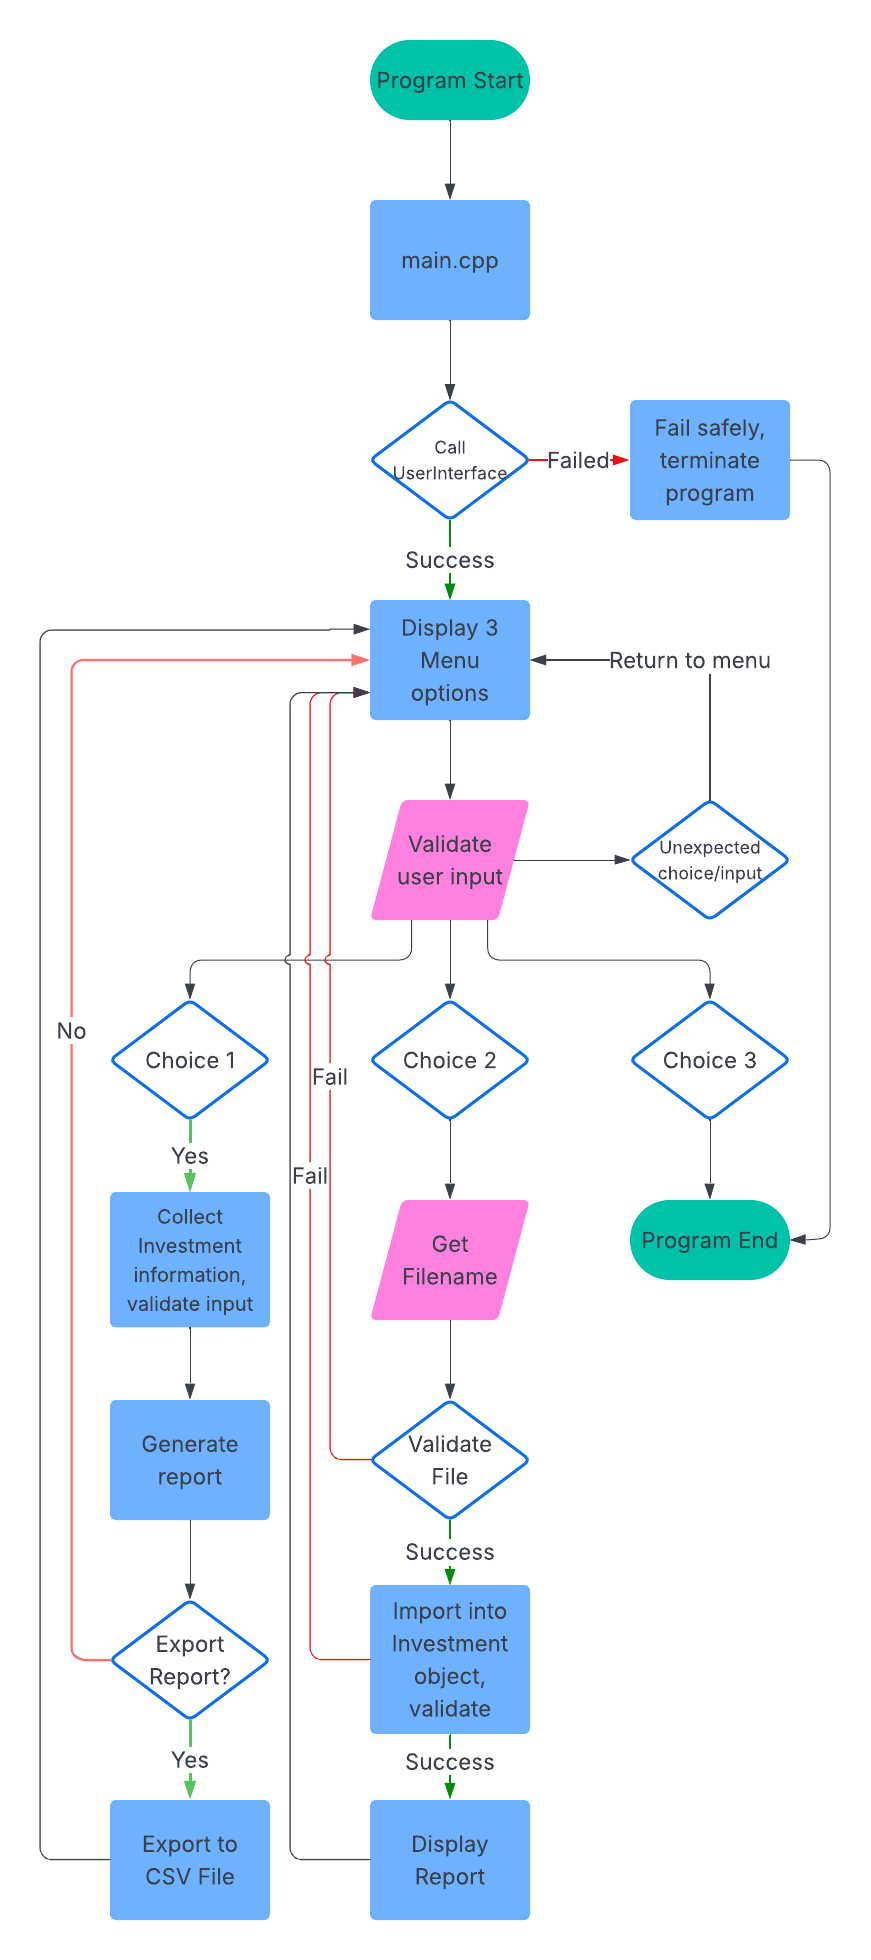 Program Start
main.cpp
Call
UserInterface
Failed
Fail safely,
terminate
program
Success
Display 3
Menu
options
Return to menu
Validate
user input
Unexpected
choice/input
No
Choice 1
Fail
Choice 2
Choice 3
Yes
Fail
Collect
Investment
information,
validate input
Get
Filename
Program End
Generate
report
Validate
File
Success
Export
Report?
Import into
Investment
object,
validate
Yes
Success
Export to
CSV File
Display
Report